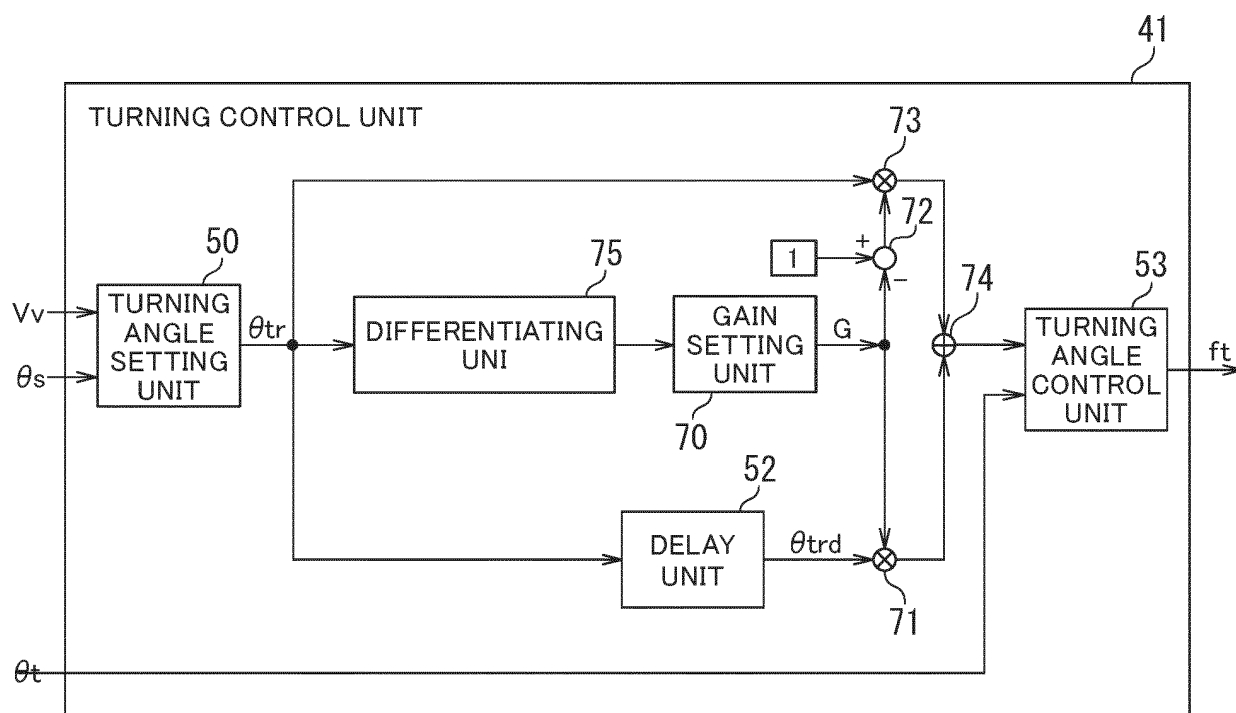 41
TURNING CONTROL UNIT
73
72
+
1
−
50
75
74
53
Vv
θs
TURNING
ANGLE
SETTING
UNIT
θtr
DIFFERENTIATING
UNI
GAIN
SETTING
UNIT
G
70
TURNING
ANGLE
CONTROL
UNIT
ft
52
DELAY
UNIT
θtrd
71
θt